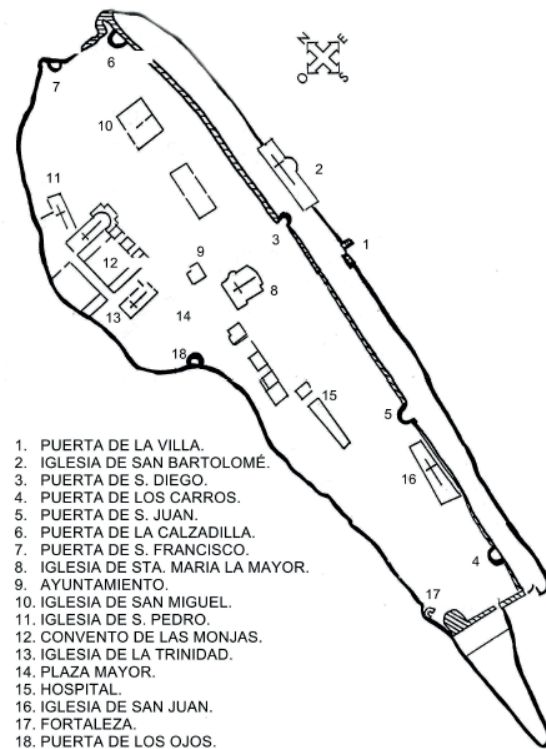 N E
O S
6
7
10
2
11
3
1
9
12
8
13
14
18
15
5
16
4
17
1. PUERTA DE LA VILLA.
2. IGLESIA DE SAN BARTOLOMÉ.
3. PUERTA DE S. DIEGO.
4. PUERTA DE LOS CARROS.
5. PUERTA DE S. JUAN.
6. PUERTA DE LA CALZADILLA.
7. PUERTA DE S. FRANCISCO.
8. IGLESIA DE STA. MARIA LA MAYOR.
9. AYUNTAMIENTO.
10. IGLESIA DE SAN MIGUEL.
11. IGLESIA DE S. PEDRO.
12. CONVENTO DE LAS MONJAS.
13. IGLESIA DE LA TRINIDAD.
14. PLAZA MAYOR.
15. HOSPITAL.
16. IGLESIA DE SAN JUAN.
17. FORTALEZA.
18. PUERTA DE LOS OJOS.